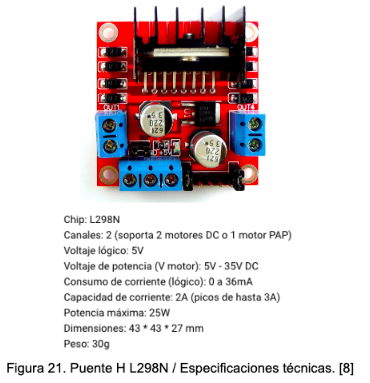 OUT1
OUT4
Chip: L298N
Canales: 2 (soporta 2 motores DC o 1 motor PAP)
Voltaje lógico: 5V
Voltaje de potencia (V motor): 5V - 35V DC
Consumo de corriente (lógico): 0 a 36mA
Capacidad de corriente: 2A (picos de hasta 3A)
Potencia máxima: 25W
Dimensiones: 43 * 43 * 27 mm
Peso: 30g
Figura 21. Puente H L298N / Especificaciones técnicas. [8]